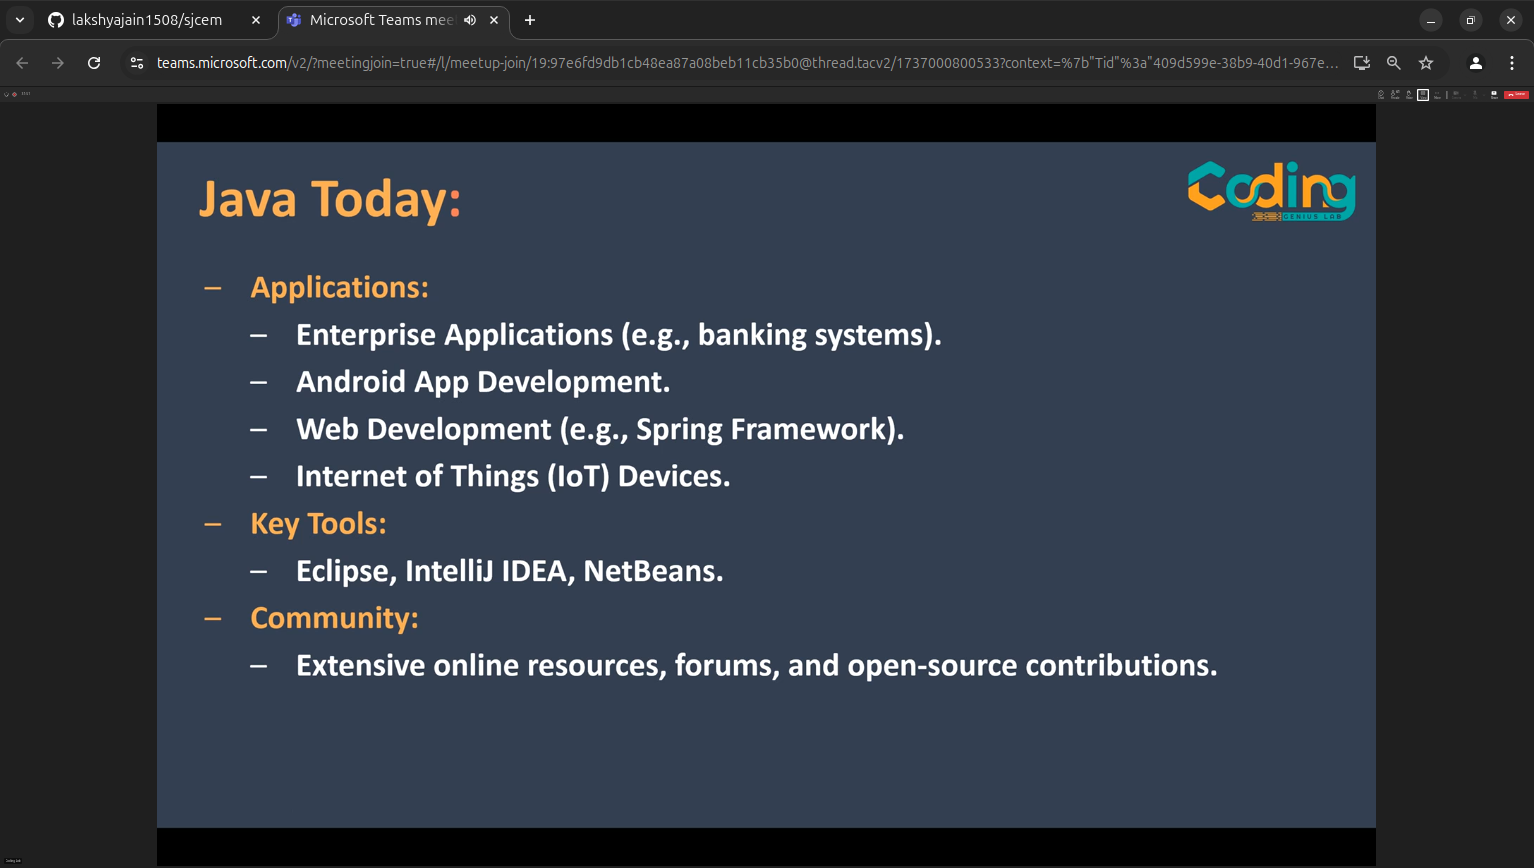 lakshyajain1508/sjcem
Microsoft Teams mee
teams.microsoft.com/v2/?meetingjoin=true#/l/meetup-join/19:97e6fd9db1cb48ea87a08beb11cb35b0@thread.tacv2/1737000800533?context=%7b"Tid"%3a"409d599e-38b9-40d1-967e...
Java Today:
Coding
GENIUS LAB
– Applications:
– Enterprise Applications (e.g., banking systems).
– Android App Development.
– Web Development (e.g., Spring Framework).
– Internet of Things (IoT) Devices.
– Key Tools:
– Eclipse, IntelliJ IDEA, NetBeans.
– Community:
– Extensive online resources, forums, and open-source contributions.